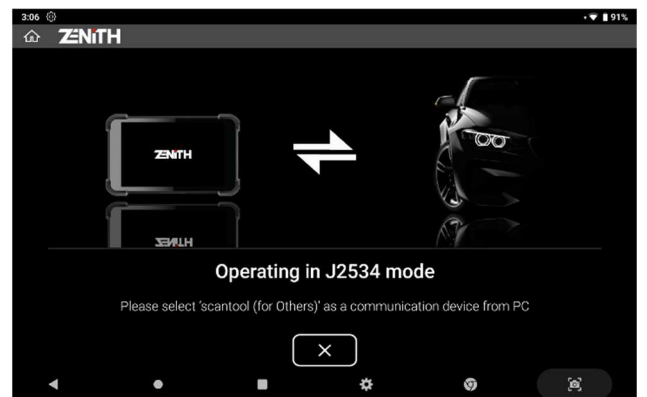 3:06
91%
ZENITH
ZENITH
Operating in J2534 mode
Please select 'scantool (for Others)' as a communication device from PC